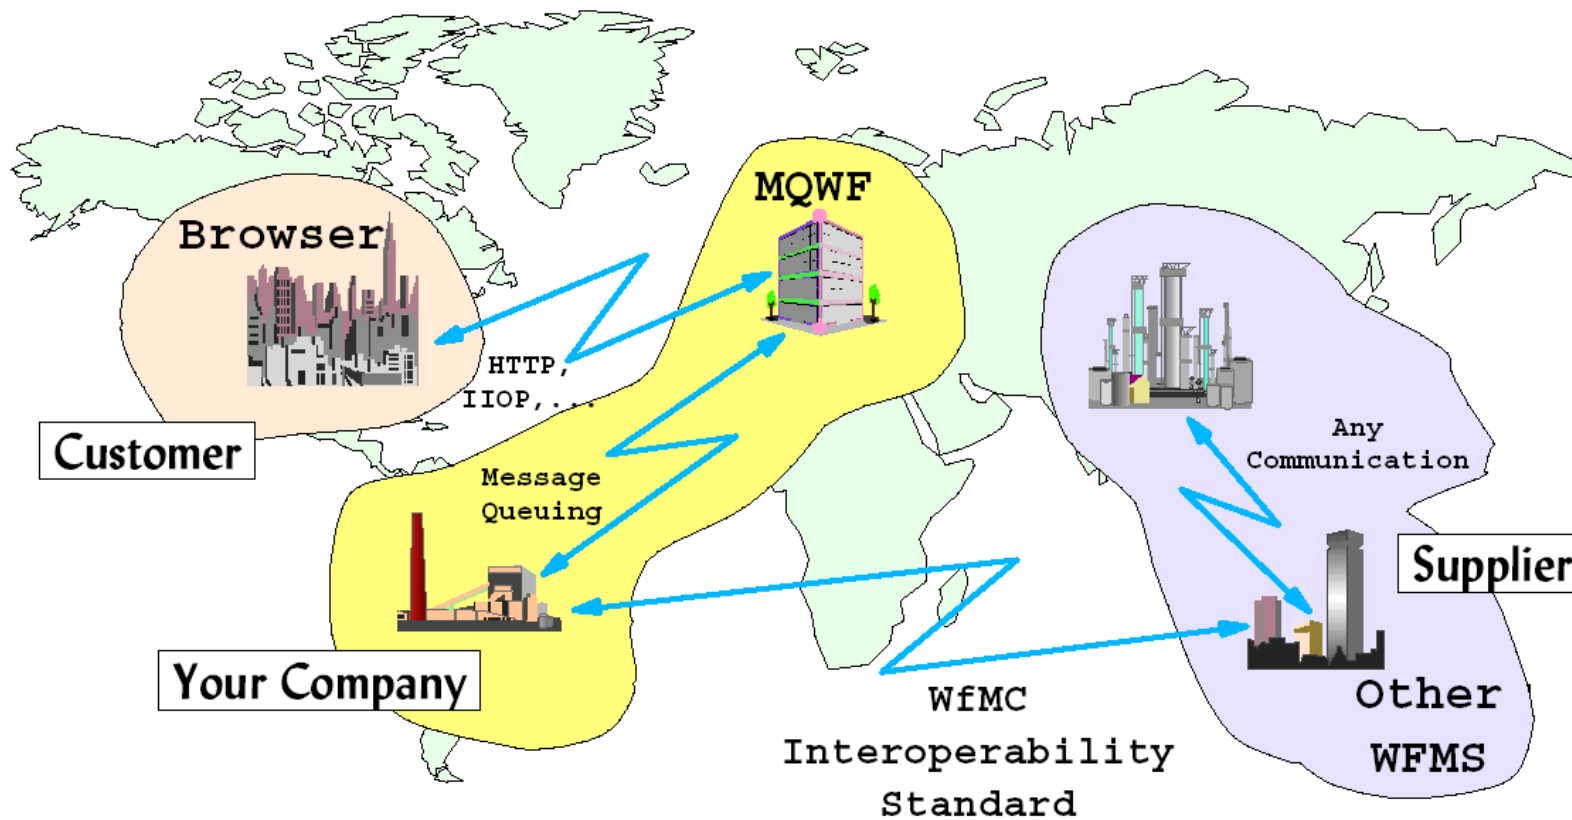 MQWF
Browser
HTTP,
IIOP,...
Customer
Any
Communication
Message
Queuing
Supplier
Your Company
WfMC
Interoperability
Standard
Other
WFMS